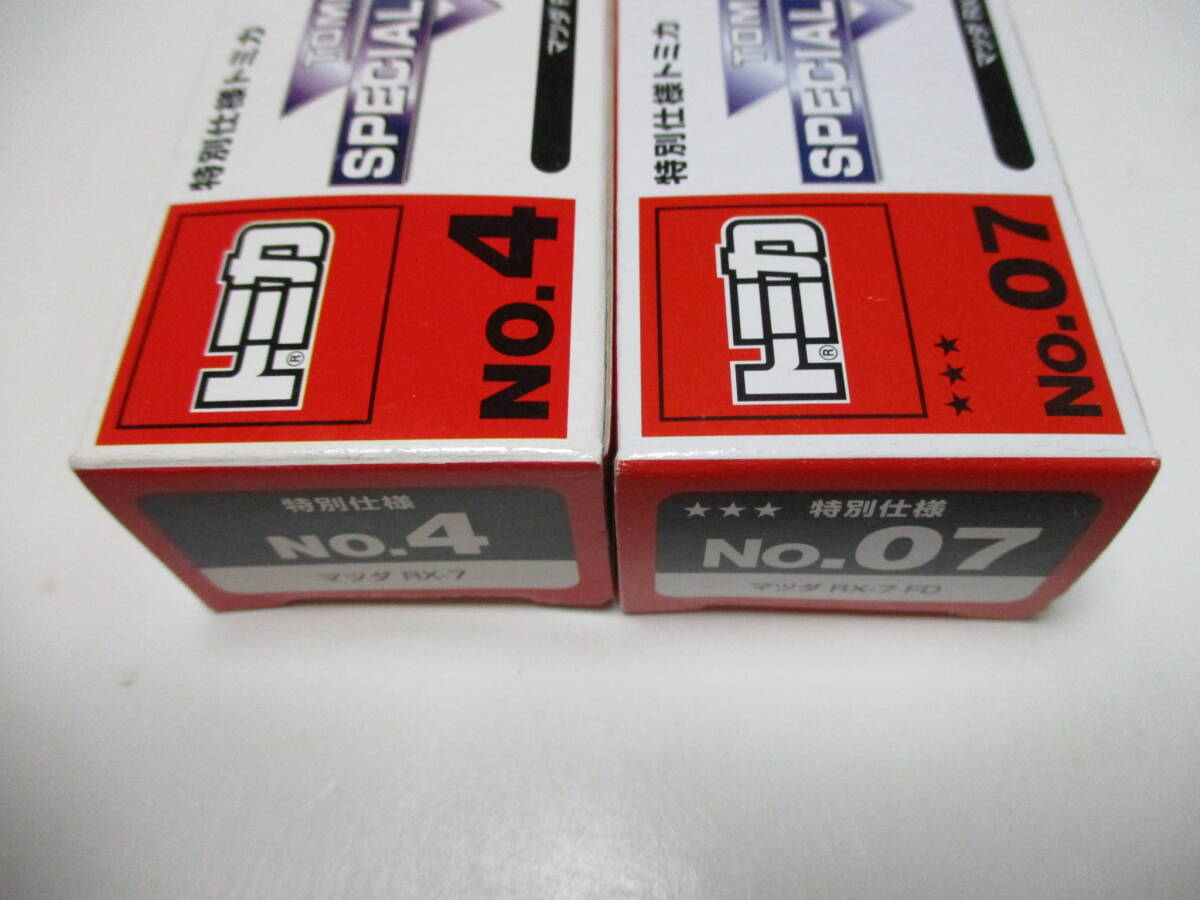 特別仕様トミカ
SPECIAL
トミカ®
NO.4
特別仕様
NO.4
マツダ RX-7
特別仕様トミカ
SPECIAL
トミカ®
★★★
No.07
★★★ 特別仕様
No.07
マツダ RX-7 FD